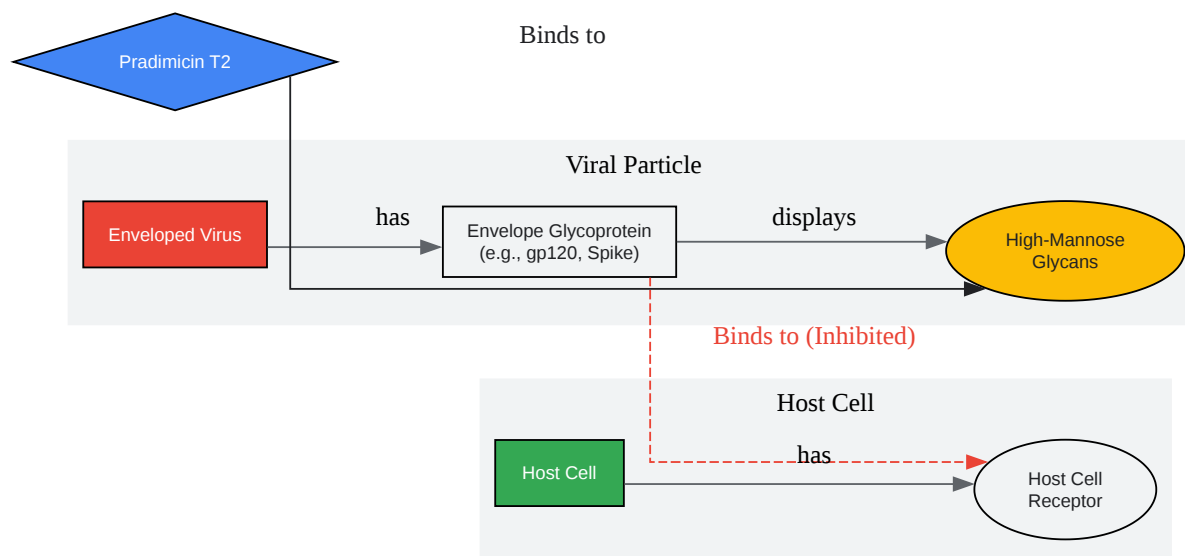 Binds to
Pradimicin T2
Viral Particle
has
displays
Enveloped Virus
Envelope Glycoprotein
(e.g., gp120, Spike)
High-Mannose
Glycans
Binds to (Inhibited)
Host Cell
has
Host Cell
Host Cell
Receptor